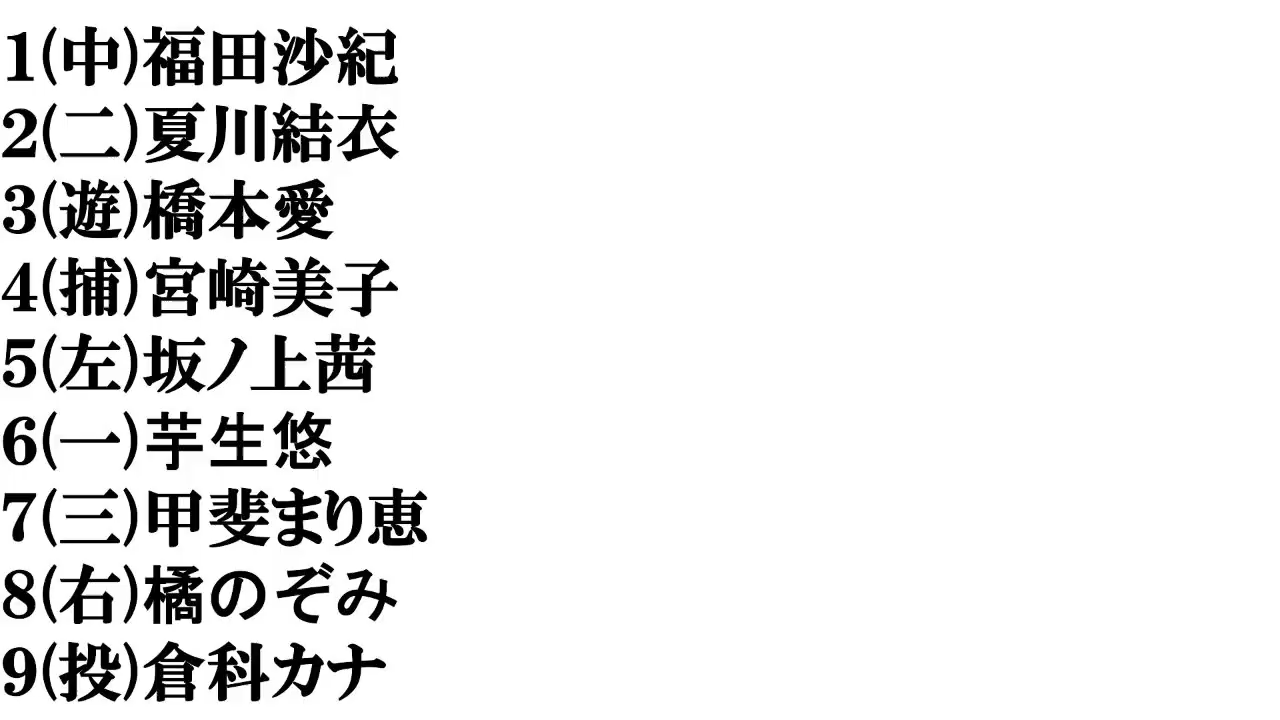 1(中)福田沙紀
2(二)夏川結衣
3(遊)橋本愛
4(捕)宮崎美子
5(左)坂ノ上茜
6(一)芋生悠
7(三)甲斐まり恵
8(右)橘のぞみ
9(投)倉科カナ